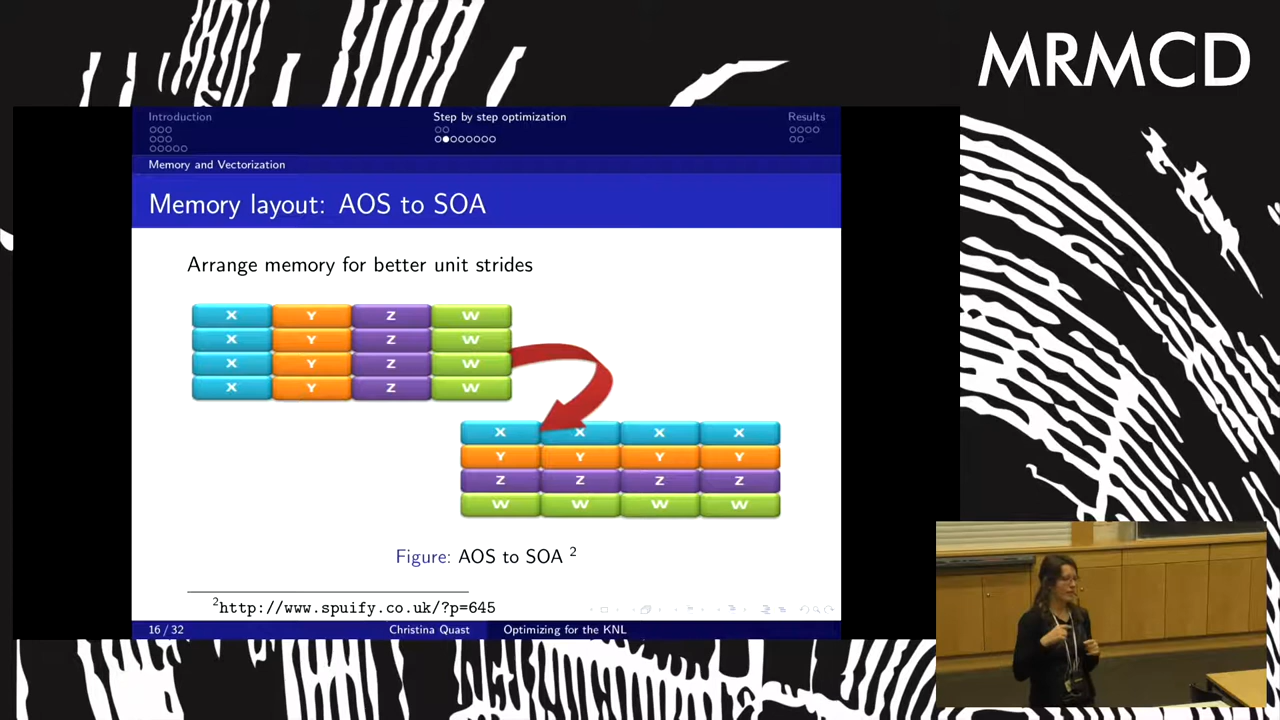 MRMCD
Introduction
Step by step optimization
Results
Memory and Vectorization
Memory layout: AOS to SOA
Arrange memory for better unit strides
X Y Z W
X Y Z W
X Y Z W
X Y Z W
X X X X
Y Y Y Y
Z Z Z Z
W W W W
Figure: AOS to SOA 2
2http://www.spuify.co.uk/?p=645
16 / 32
Christina Quast
Optimizing for the KNL